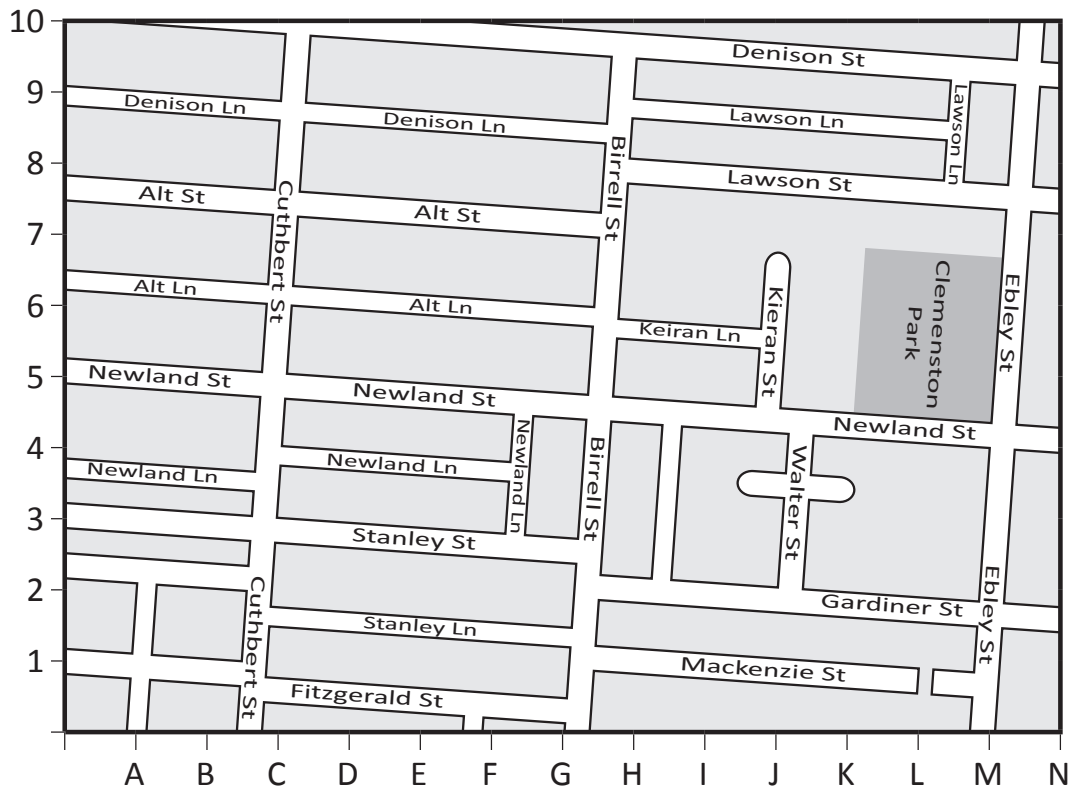 10
Denison St
9
Denison Ln
Denison Ln
Lawson Ln
Lawson Ln
8
Birrell St
Cuthbert St
Lawson St
Alt St
Alt St
7
Clemenston
Park
Ebley St
Kieran St
Alt Ln
Alt Ln
6
Keiran Ln
5
Newland St
Newland St
Newland St
4
Newland Ln
Birrell St
Walter St
Newland Ln
Newland Ln
3
Stanley St
2
Cuthbert St
Ebley St
Gardiner St
Stanley Ln
1
Mackenzie St
Fitzgerald St
A B C D E F G H I J K L M N